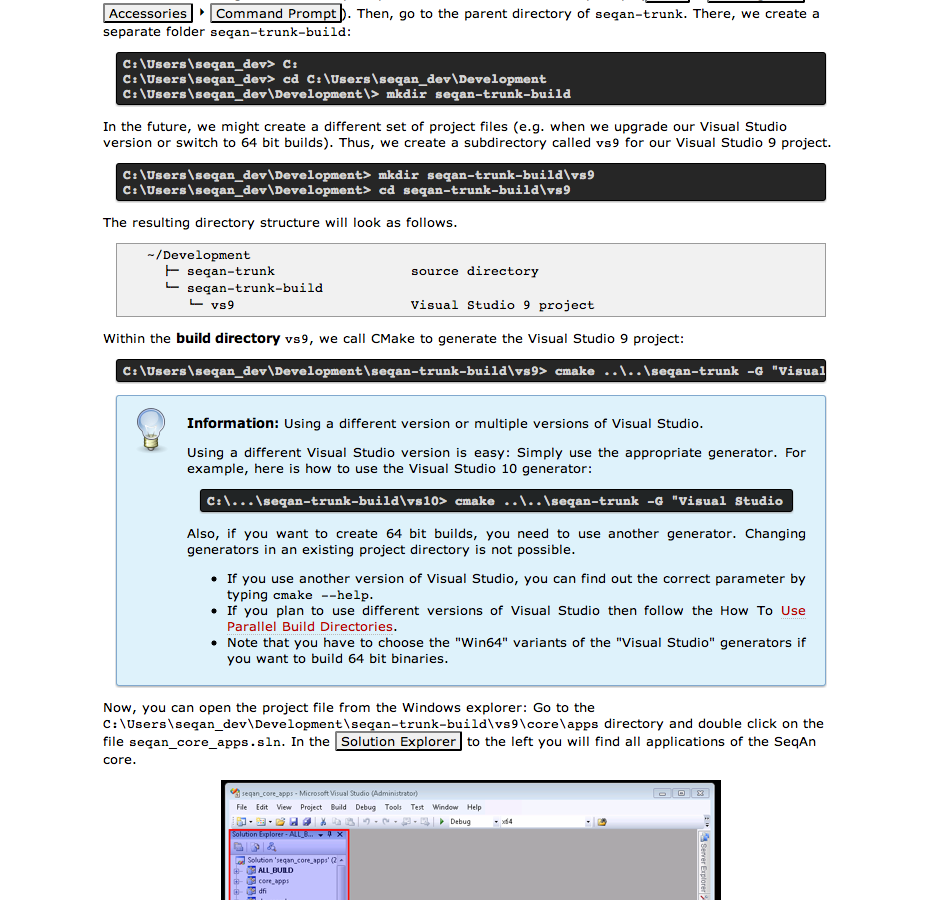 Accessories ▸ Command Prompt). Then, go to the parent directory of seqan-trunk. There, we create a
separate folder seqan-trunk-build:
C:\Users\seqan_dev> C:
C:\Users\seqan_dev> cd C:\Users\seqan_dev\Development
C:\Users\seqan_dev\Development\> mkdir seqan-trunk-build
In the future, we might create a different set of project files (e.g. when we upgrade our Visual Studio
version or switch to 64 bit builds). Thus, we create a subdirectory called vs9 for our Visual Studio 9 project.
C:\Users\seqan_dev\Development> mkdir seqan-trunk-build\vs9
C:\Users\seqan_dev\Development> cd seqan-trunk-build\vs9
The resulting directory structure will look as follows.
~/Development
├─ seqan-trunk source directory
└─ seqan-trunk-build
└─ vs9 Visual Studio 9 project
Within the build directory vs9, we call CMake to generate the Visual Studio 9 project:
C:\Users\seqan_dev\Development\seqan-trunk-build\vs9> cmake ..\..\seqan-trunk -G "Visual
Information: Using a different version or multiple versions of Visual Studio.
Using a different Visual Studio version is easy: Simply use the appropriate generator. For
example, here is how to use the Visual Studio 10 generator:
C:\...\seqan-trunk-build\vs10> cmake ..\..\seqan-trunk -G "Visual Studio
Also, if you want to create 64 bit builds, you need to use another generator. Changing
generators in an existing project directory is not possible.
• If you use another version of Visual Studio, you can find out the correct parameter by
typing cmake --help.
• If you plan to use different versions of Visual Studio then follow the How To Use
Parallel Build Directories.
• Note that you have to choose the "Win64" variants of the "Visual Studio" generators if
you want to build 64 bit binaries.
Now, you can open the project file from the Windows explorer: Go to the
C:\Users\seqan_dev\Development\seqan-trunk-build\vs9\core\apps directory and double click on the
file seqan_core_apps.sln. In the Solution Explorer to the left you will find all applications of the SeqAn
core.
seqan_core_apps - Microsoft Visual Studio (Administrator)
File Edit View Project Build Debug Tools Test Window Help
Debug x64
Solution Explorer - ALL_B...
Server Explorer
Solution 'seqan_core_apps' (2
ALL_BUILD
core_apps
dfi